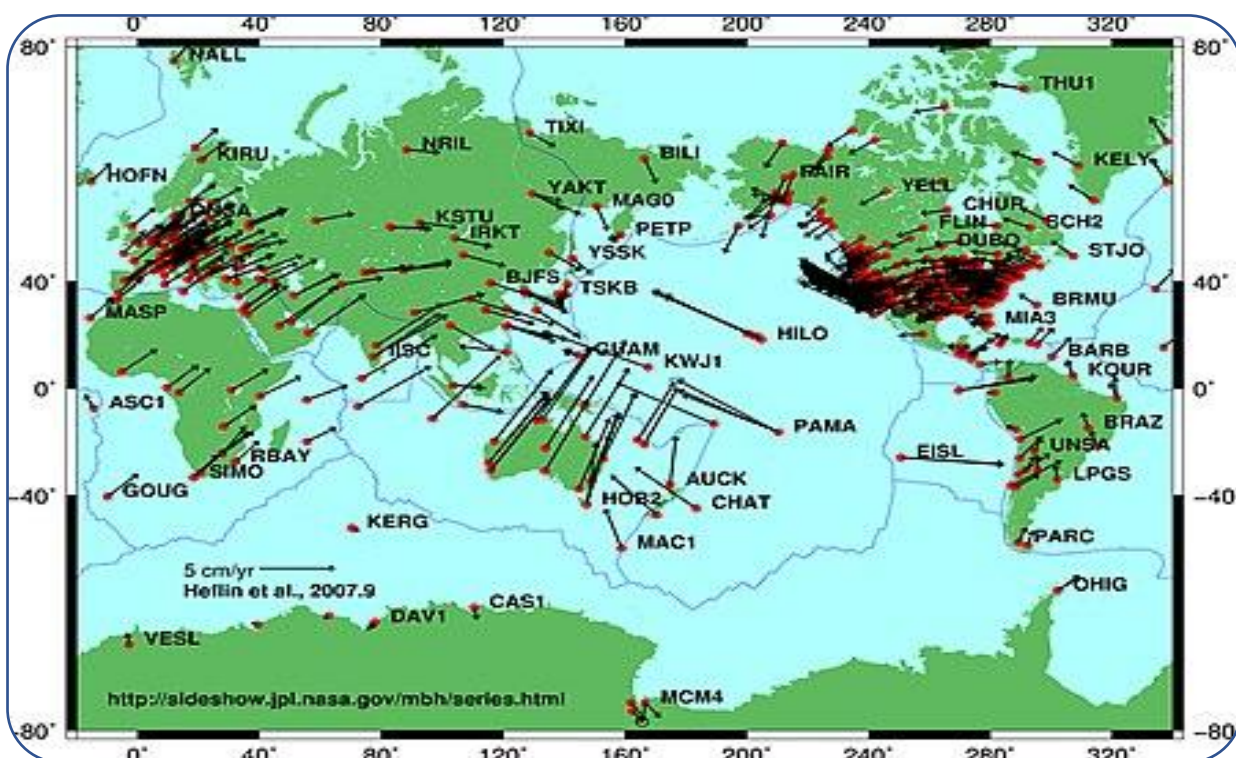 0° 40° 80° 120° 160° 200° 240° 280° 320°
80° 80°
NALL
THU1
TIXI
NRIL
BILI
KIRU
KELY
HOFN
FAIR
YAKT
YELL
MAG0
CHUR
SCH2
KSTU
FLIN
PETP
IRKT
DUBO
STJO
YSSK
BJFS
40° 40°
TSKB
BRMU
MASP
MIA3
HILO
IISC
GUAM
BARB
KWJ1
KOUR
0° 0°
ASC1
PAMA
BRAZ
EISL
UNSA
RBAY
SIMO
LPGS
AUCK
GOUG
HOB2
CHAT
-40° -40°
KERG
MAC1
PARC
5 cm/yr
Heflin et al., 2007.9
OHIG
CAS1
DAV1
VESL
http://sideshow.jpl.nasa.gov/mbh/series.html
MCM4
-80° -80
0° 40° 80° 120° 160° 200° 240° 280° 320°